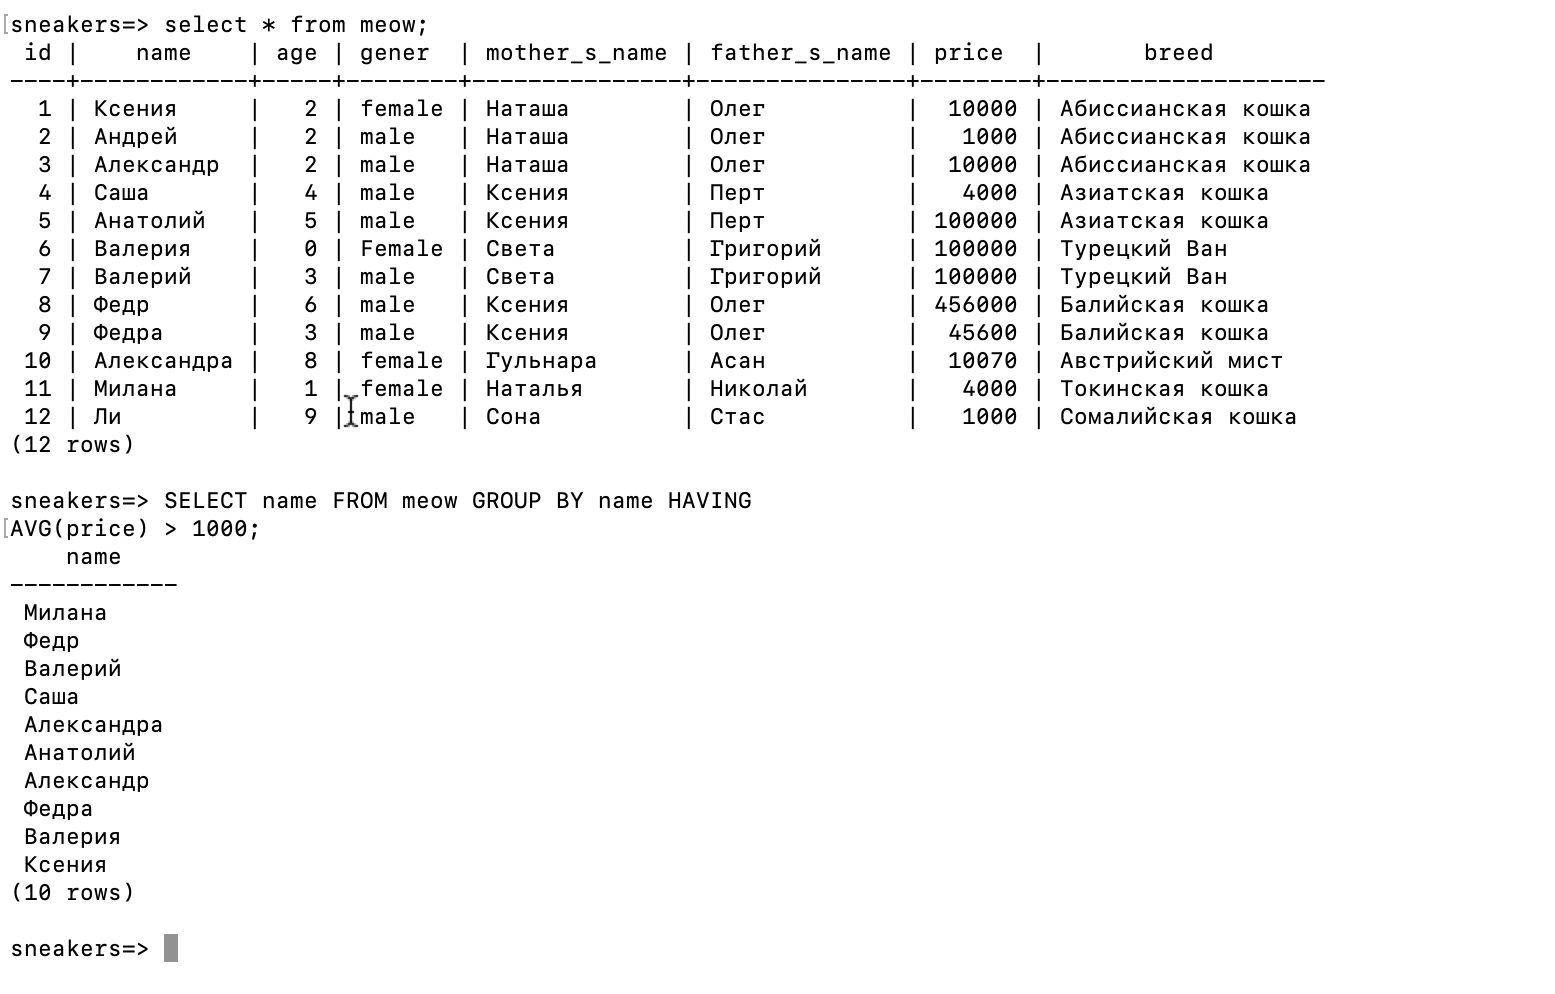 sneakers=> select * from meow;
 id |    name    | age | gener  | mother_s_name | father_s_name | price  |       breed
----+------------+-----+--------+---------------+---------------+--------+--------------------
  1 | Ксения     |   2 | female | Наташа        | Олег          |  10000 | Абиссианская кошка
  2 | Андрей     |   2 | male   | Наташа        | Олег          |   1000 | Абиссианская кошка
  3 | Александр  |   2 | male   | Наташа        | Олег          |  10000 | Абиссианская кошка
  4 | Саша       |   4 | male   | Ксения        | Перт          |   4000 | Азиатская кошка
  5 | Анатолий   |   5 | male   | Ксения        | Перт          | 100000 | Азиатская кошка
  6 | Валерия    |   0 | Female | Света         | Григорий      | 100000 | Турецкий Ван
  7 | Валерий    |   3 | male   | Света         | Григорий      | 100000 | Турецкий Ван
  8 | Федр       |   6 | male   | Ксения        | Олег          | 456000 | Балийская кошка
  9 | Федра      |   3 | male   | Ксения        | Олег          |  45600 | Балийская кошка
 10 | Александра |   8 | female | Гульнара      | Асан          |  10070 | Австрийский мист
 11 | Милана     |   1 | female | Наталья       | Николай       |   4000 | Токинская кошка
 12 | Ли         |   9 | male   | Сона          | Стас          |   1000 | Сомалийская кошка
(12 rows)
sneakers=> SELECT name FROM meow GROUP BY name HAVING
AVG(price) > 1000;
    name
------------
 Милана
 Федр
 Валерий
 Саша
 Александра
 Анатолий
 Александр
 Федра
 Валерия
 Ксения
(10 rows)
sneakers=>